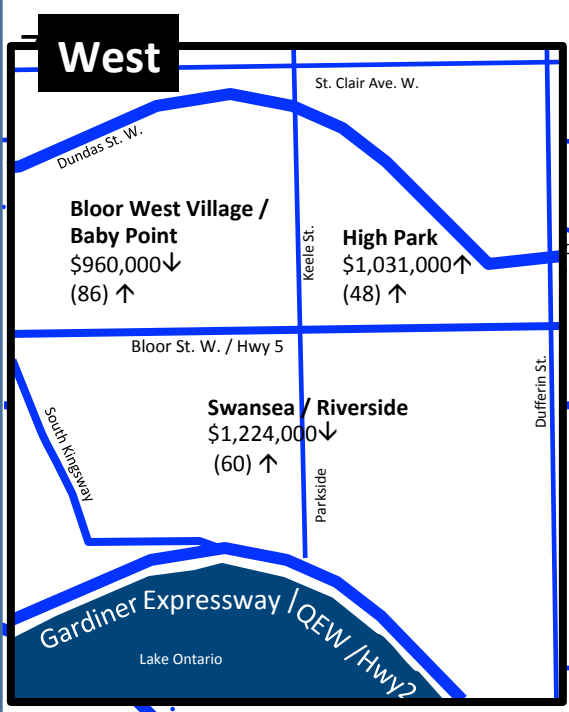 West
St. Clair Ave. W.
Dundas St. W.
Bloor West Village /
Baby Point
$960,000↓
(86) ↑
Keele St.
High Park
$1,031,000↑
(48) ↑
Bloor St. W. / Hwy 5
Dufferin St.
South Kingsway
Swansea / Riverside
$1,224,000↓
(60) ↑
Parkside
Gardiner Expressway / QEW /Hwy2
Lake Ontario